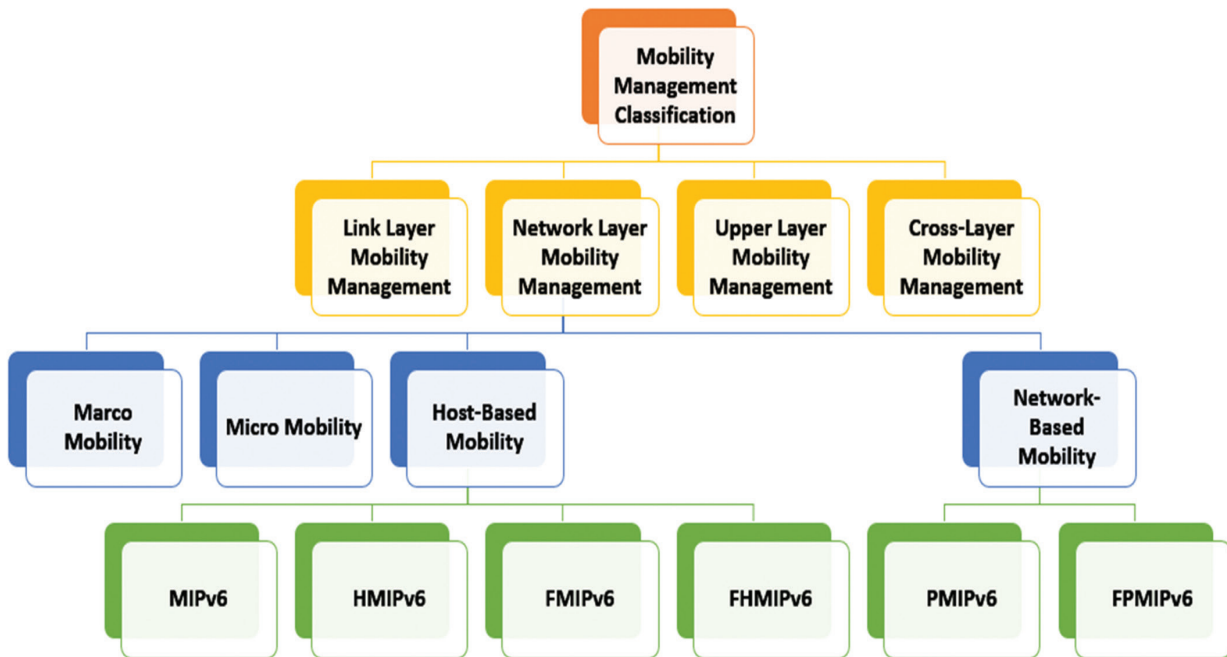 Mobility
Management
Classification
Link Layer
Mobility
Management
Network Layer
Mobility
Management
Upper Layer
Mobility
Management
Cross-Layer
Mobility
Management
Marco
Mobility
Micro Mobility
Host-Based
Mobility
Network-
Based
Mobility
MIPv6
HMIPv6
FMIPv6
FHMIPv6
PMIPv6
FPMIPv6